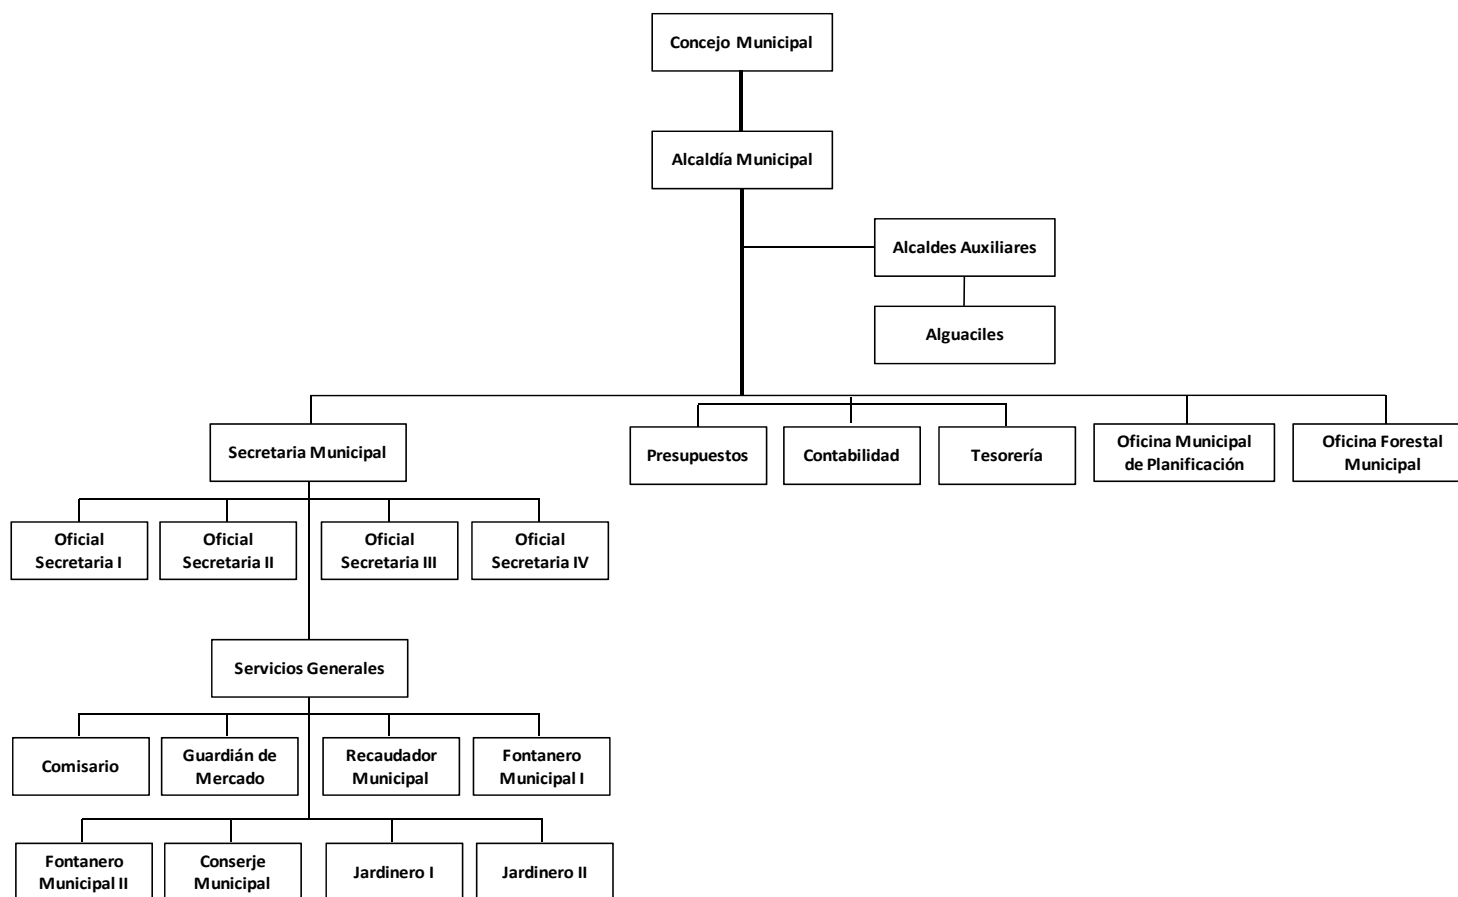 Concejo Municipal
Alcaldía Municipal
Alcaldes Auxiliares
Alguaciles
Secretaria Municipal
Presupuestos
Contabilidad
Tesorería
Oficina Municipal
de Planificación
Oficina Forestal
Municipal
Oficial
Secretaria I
Oficial
Secretaria II
Oficial
Secretaria III
Oficial
Secretaria IV
Servicios Generales
Comisario
Guardián de
Mercado
Recaudador
Municipal
Fontanero
Municipal I
Fontanero
Municipal II
Conserje
Municipal
Jardinero I
Jardinero II